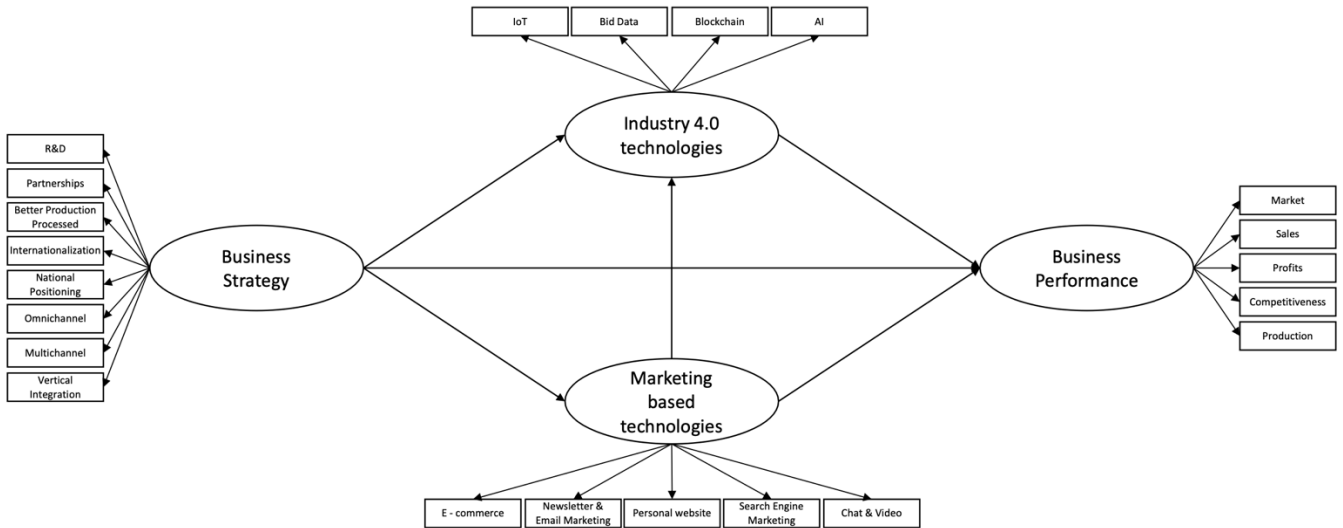 IoT
Bid Data
Blockchain
AI
Industry 4.0
technologies
R&D
Partnerships
Better Production
Processed
Internationalization
National
Positioning
Omnichannel
Multichannel
Vertical
Integration
Business
Strategy
Business
Performance
Market
Sales
Profits
Competitiveness
Production
Marketing
based
technologies
E - commerce
Newsletter &
Email Marketing
Personal website
Search Engine
Marketing
Chat & Video